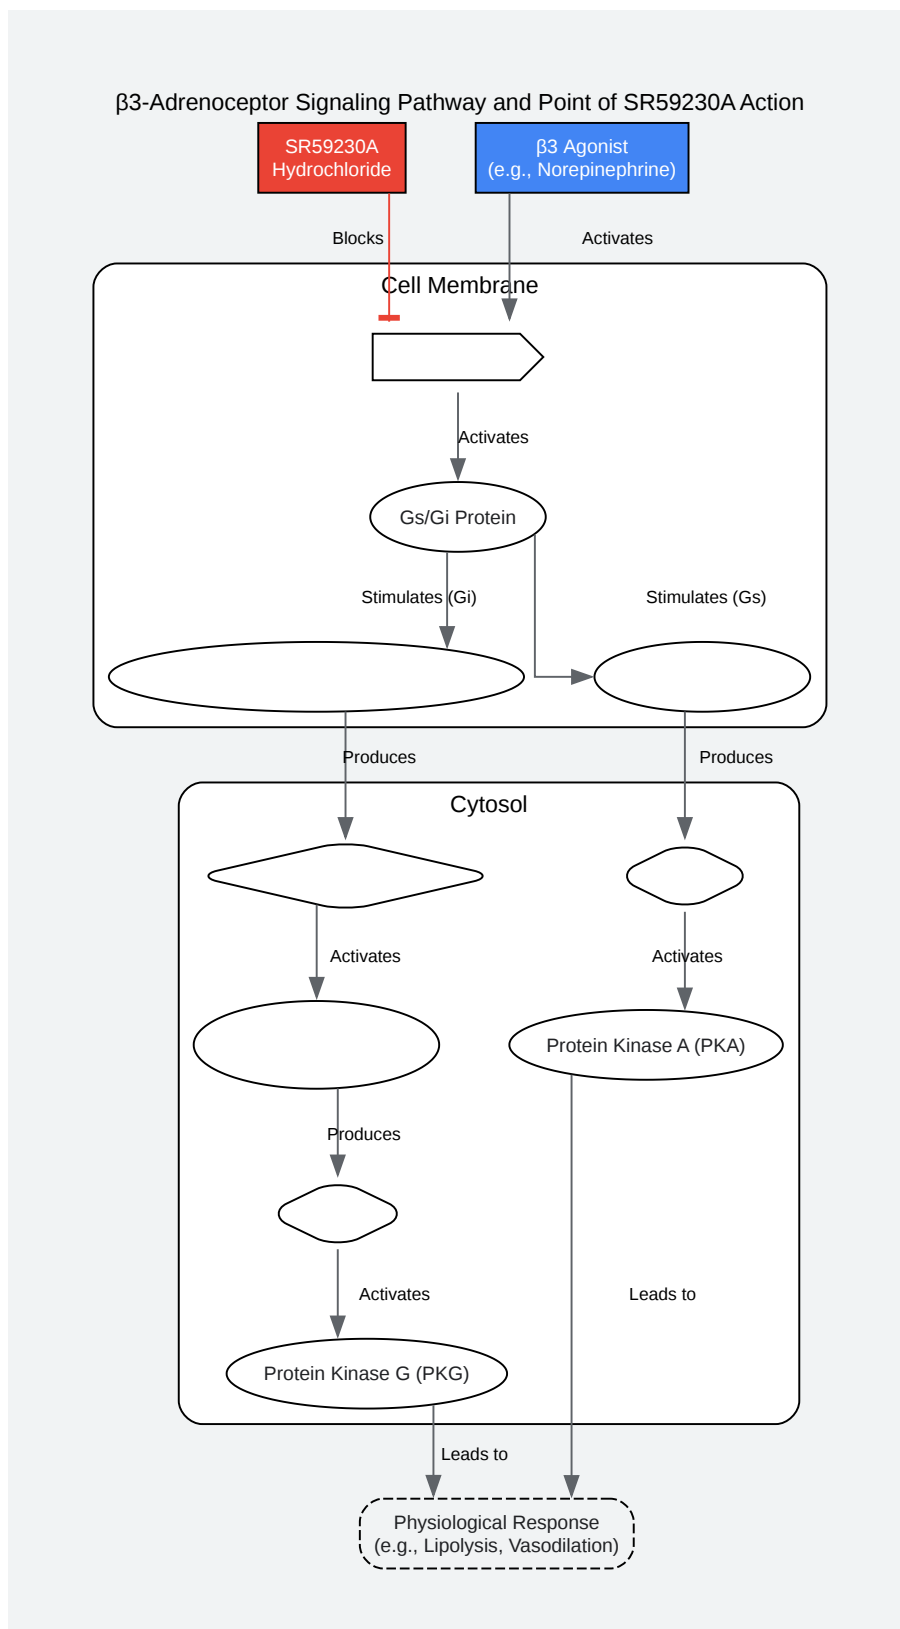 β3-Adrenoceptor Signaling Pathway and Point of SR59230A Action
SR59230A
Hydrochloride
β3 Agonist
(e.g., Norepinephrine)
Blocks
Activates
Cell Membrane
Activates
Gs/Gi Protein
Stimulates (Gi)
Stimulates (Gs)
Produces
Produces
Cytosol
Activates
Activates
Protein Kinase A (PKA)
Produces
Activates
Leads to
Protein Kinase G (PKG)
Leads to
Physiological Response
(e.g., Lipolysis, Vasodilation)